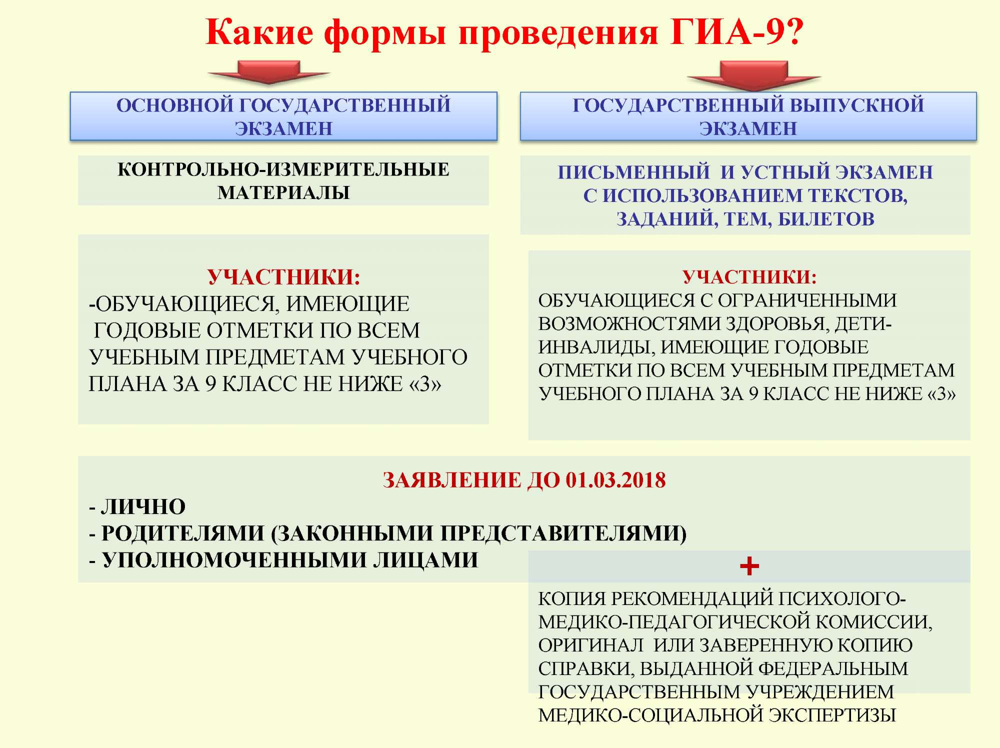 Какие формы проведения ГИА-9?
ОСНОВНОЙ ГОСУДАРСТВЕННЫЙ
ЭКЗАМЕН
КОНТРОЛЬНО-ИЗМЕРИТЕЛЬНЫЕ
МАТЕРИАЛЫ
УЧАСТНИКИ:
-ОБУЧАЮЩИЕСЯ, ИМЕЮЩИЕ
ГОДОВЫЕ ОТМЕТКИ ПО ВСЕМ
УЧЕБНЫМ ПРЕДМЕТАМ УЧЕБНОГО
ПЛАНА ЗА 9 КЛАСС НЕ НИЖЕ «3»
ГОСУДАРСТВЕННЫЙ ВЫПУСКНОЙ
ЭКЗАМЕН
ПИСЬМЕННЫЙ И УСТНЫЙ ЭКЗАМЕН
С ИСПОЛЬЗОВАНИЕМ ТЕКСТОВ,
ЗАДАНИЙ, ТЕМ, БИЛЕТОВ
УЧАСТНИКИ:
ОБУЧАЮЩИЕСЯ С ОГРАНИЧЕННЫМИ
ВОЗМОЖНОСТЯМИ ЗДОРОВЬЯ, ДЕТИ-
ИНВАЛИДЫ, ИМЕЮЩИЕ ГОДОВЫЕ
ОТМЕТКИ ПО ВСЕМ УЧЕБНЫМ ПРЕДМЕТАМ
УЧЕБНОГО ПЛАНА ЗА 9 КЛАСС НЕ НИЖЕ «3»
ЗАЯВЛЕНИЕ ДО 01.03.2018
- ЛИЧНО
- РОДИТЕЛЯМИ (ЗАКОННЫМИ ПРЕДСТАВИТЕЛЯМИ)
- УПОЛНОМОЧЕННЫМИ ЛИЦАМИ
+
КОПИЯ РЕКОМЕНДАЦИЙ ПСИХОЛОГО-
МЕДИКО-ПЕДАГОГИЧЕСКОЙ КОМИССИИ,
ОРИГИНАЛ ИЛИ ЗАВЕРЕННУЮ КОПИЮ
СПРАВКИ, ВЫДАННОЙ ФЕДЕРАЛЬНЫМ
ГОСУДАРСТВЕННЫМ УЧРЕЖДЕНИЕМ
МЕДИКО-СОЦИАЛЬНОЙ ЭКСПЕРТИЗЫ